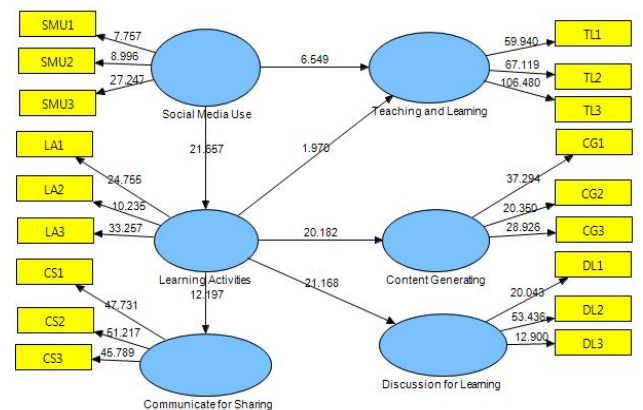 SMU1
7.757
SMU2
8.996
SMU3
27.247
Social Media Use
6.549
TL1
59.940
TL2
67.119
TL3
106.480
Teaching and Learning
21.657
1.970
LA1
24.755
LA2
10.235
LA3
33.257
Learning Activities
20.182
CG1
37.294
CG2
20.350
CG3
28.926
Content Generating
21.168
12.197
CS1
47.731
CS2
51.217
CS3
45.789
Communicate for Sharing
DL1
20.043
DL2
53.436
DL3
12.900
Discussion for Learning